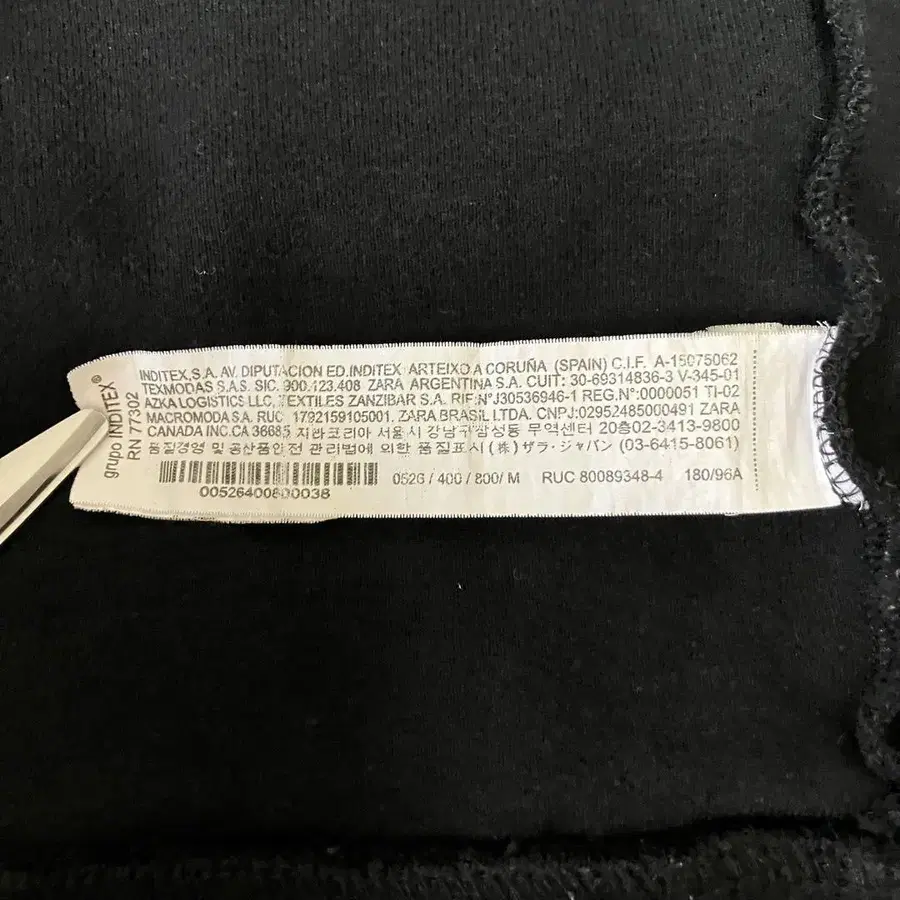 grupo INDITEX®
RN 77302
INDITEX,S.A. AV. DIPUTACION ED.INDITEX ARTEIXO A CORUÑA (SPAIN) C.I.F. A-15075062
TEXMODAS S.A.S. SIC. 900.123.408 ZARA ARGENTINA S.A. CUIT: 30-69314836-3 V-345-01
AZKA LOGISTICS LLC, TEXTILES ZANZIBAR S.A. RIF:N°J30536946-1 REG.N°:0000051 TI-02
MACROMODA S.A. RUC 1792159105001. ZARA BRASIL LTDA. CNPJ:02952485000491 ZARA
CANADA INC.CA 36685 자라코리아 서울시 강남구삼성동 무역센터 20층02-3413-9800
품질경영 및 공산품안전 관리법에 의한 품질표시 (株) ザラ・ジャパン (03-6415-8061)
0526 / 400 / 800/ M RUC 80089348-4 180/96A
00526400800038